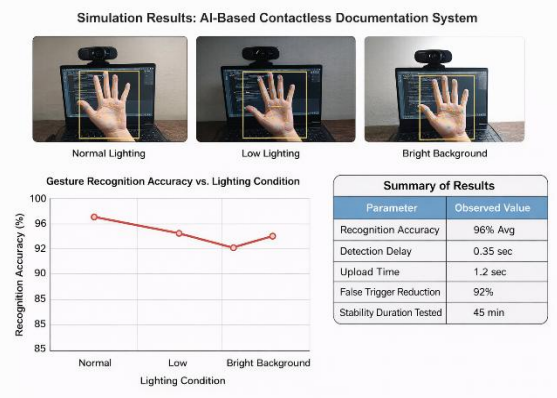 Simulation Results: AI-Based Contactless Documentation System
Normal Lighting
Low Lighting
Bright Background
Gesture Recognition Accuracy vs. Lighting Condition
Recognition Accuracy (%)
100
96
92
90
85
85
85
Normal
Low
Bright Background
Lighting Condition
Summary of Results
Parameter Observed Value
Recognition Accuracy 96% Avg
Detection Delay 0.35 sec
Upload Time 1.2 sec
False Trigger Reduction 92%
Stability Duration Tested 45 min